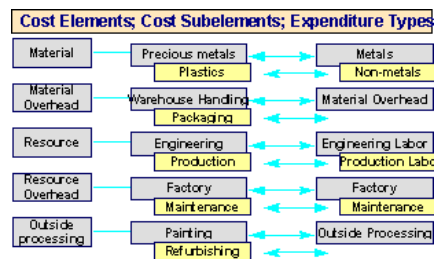 Cost Elements; Cost Subelements; Expenditure Types
Material
Precious metals
Metals
Plastics
Non-metals
Material
Overhead
Warehouse Handling
Material Overhead
Packaging
Resource
Engineering
Engineering Labor
Production
Production Labo
Resource
Overhead
Factory
Factory
Maintenance
Maintenance
Outside
processing
Painting
Outside Processing
Refurbishing